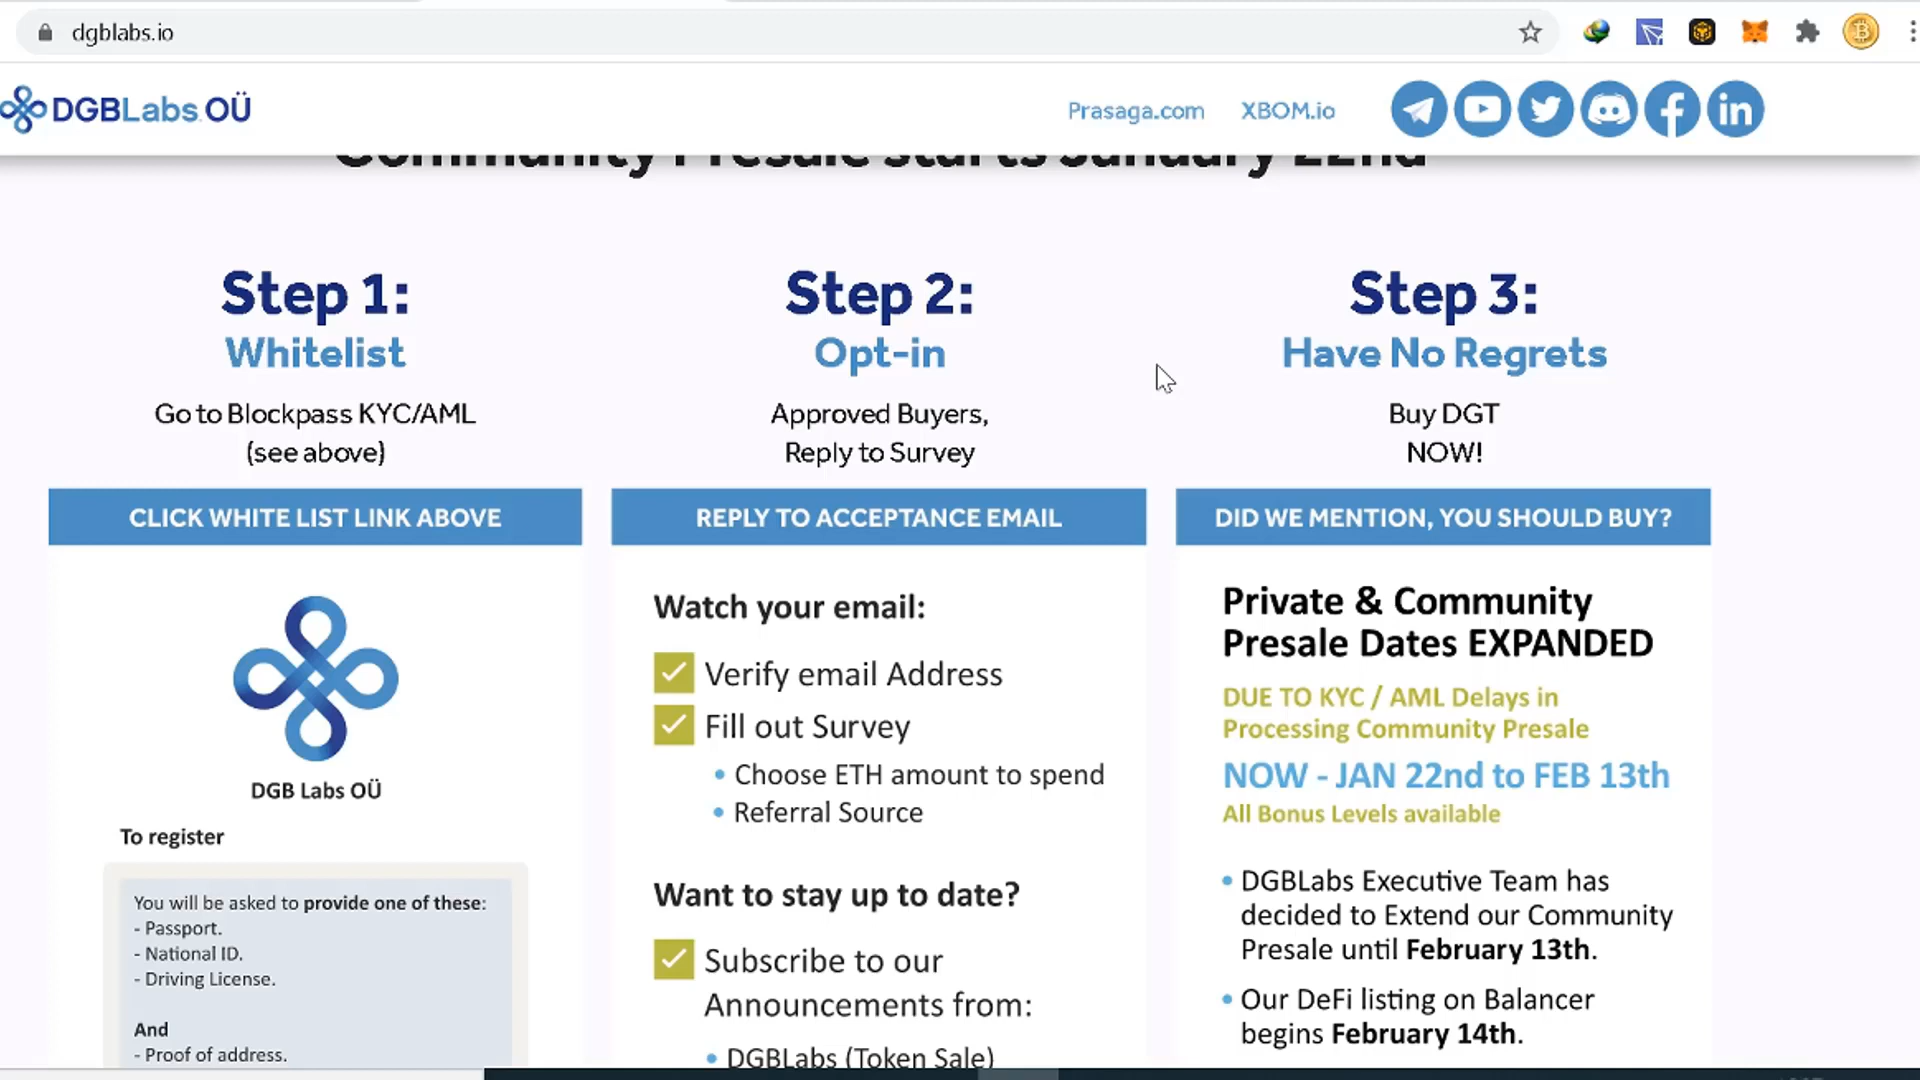 dgblabs.io
DGBLabs OÜ
Prasaga.com
XBOM.io
Community Presale starts January 22nd
Step 1:
Whitelist
Go to Blockpass KYC/AML
(see above)
CLICK WHITE LIST LINK ABOVE
DGB Labs OÜ
To register
You will be asked to provide one of these:
- Passport.
- National ID.
- Driving License.
And
- Proof of address.
Step 2:
Opt-in
Approved Buyers,
Reply to Survey
REPLY TO ACCEPTANCE EMAIL
Watch your email:
Verify email Address
Fill out Survey
• Choose ETH amount to spend
• Referral Source
Want to stay up to date?
Subscribe to our
Announcements from:
• DGBLabs (Token Sale)
Step 3:
Have No Regrets
Buy DGT
NOW!
DID WE MENTION, YOU SHOULD BUY?
Private & Community
Presale Dates EXPANDED
DUE TO KYC / AML Delays in
Processing Community Presale
NOW - JAN 22nd to FEB 13th
All Bonus Levels available
• DGBLabs Executive Team has
decided to Extend our Community
Presale until February 13th.
• Our DeFi listing on Balancer
begins February 14th.